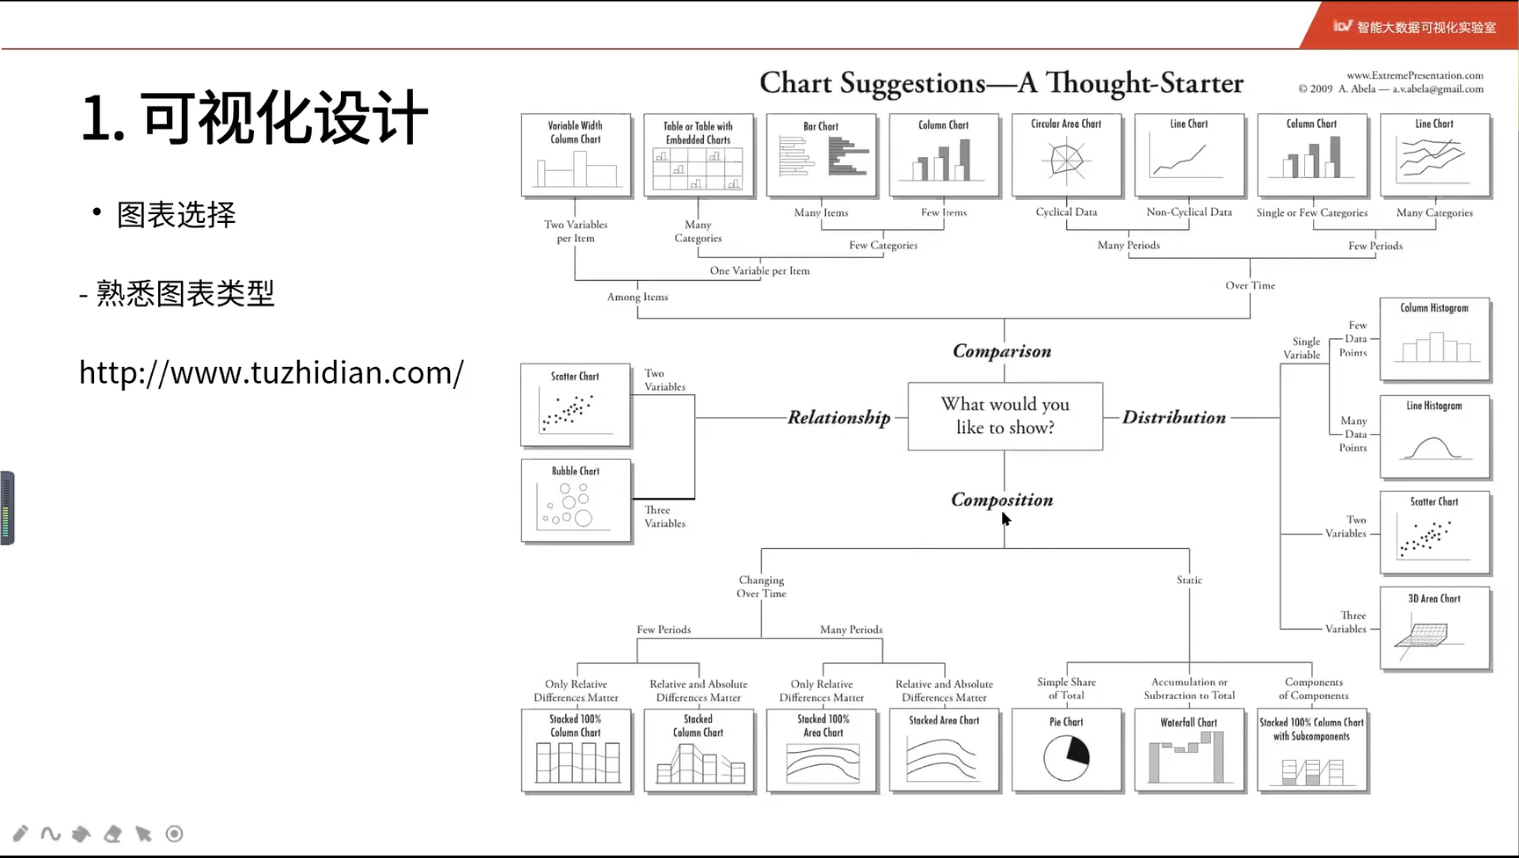 智能大数据可视化实验室
1. 可视化设计
• 图表选择
- 熟悉图表类型
http://www.tuzhidian.com/
Chart Suggestions—A Thought-Starter
www.ExtremePresentation.com
© 2009 A. Abela — a.v.abela@gmail.com
Variable Width
Column Chart
Table or Table with
Embedded Charts
Bar Chart
Column Chart
Circular Area Chart
Line Chart
Column Chart
Line Chart
Two Variables
per Item
Many
Categories
Many Items
Few Items
Cyclical Data
Non-Cyclical Data
Single or Few Categories
Many Categories
Few Categories
Many Periods
Few Periods
One Variable per Item
Among Items
Over Time
Comparison
What would you
like to show?
Relationship
Two
Variables
Scatter Chart
Bubble Chart
Three
Variables
Distribution
Single
Variable
Few
Data
Points
Column Histogram
Many
Data
Points
Line Histogram
Two
Variables
Scatter Chart
Three
Variables
3D Area Chart
Composition
Changing
Over Time
Static
Few Periods
Many Periods
Only Relative
Differences Matter
Relative and Absolute
Differences Matter
Only Relative
Differences Matter
Relative and Absolute
Differences Matter
Simple Share
of Total
Accumulation or
Subtraction to Total
Components
of Components
Stacked 100%
Column Chart
Stacked
Column Chart
Stacked 100%
Area Chart
Stacked Area Chart
Pie Chart
Waterfall Chart
Stacked 100% Column Chart
with Subcomponents